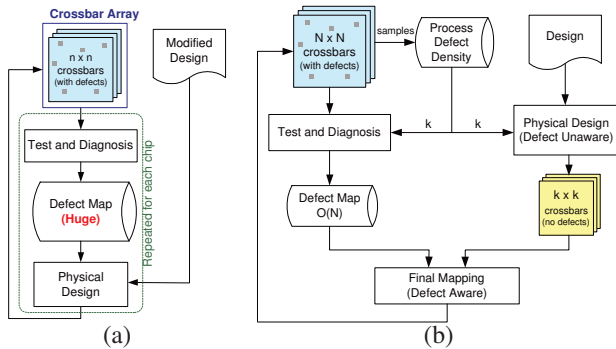 Crossbar Array
n x n
crossbars
(with defects)
Modified
Design
Test and Diagnosis
Defect Map
(Huge)
Physical
Design
Repeated for each chip
(a)
N x N
crossbars
(with defects)
samples
Process
Defect
Density
Design
k
k
Test and Diagnosis
Physical Design
(Defect Unaware)
Defect Map
O(N)
k x k
crossbars
(no defects)
Final Mapping
(Defect Aware)
(b)